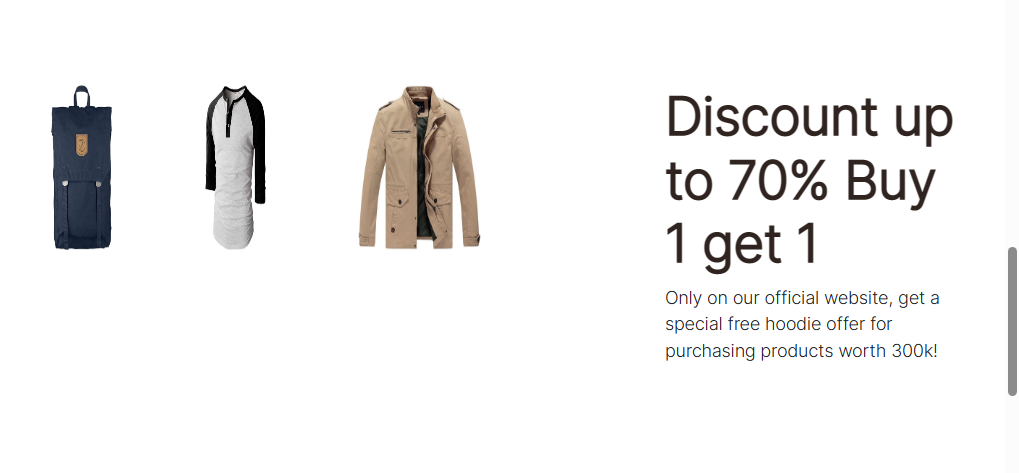 Discount up
to 70% Buy
1 get 1
Only on our official website, get a
special free hoodie offer for
purchasing products worth 300k!